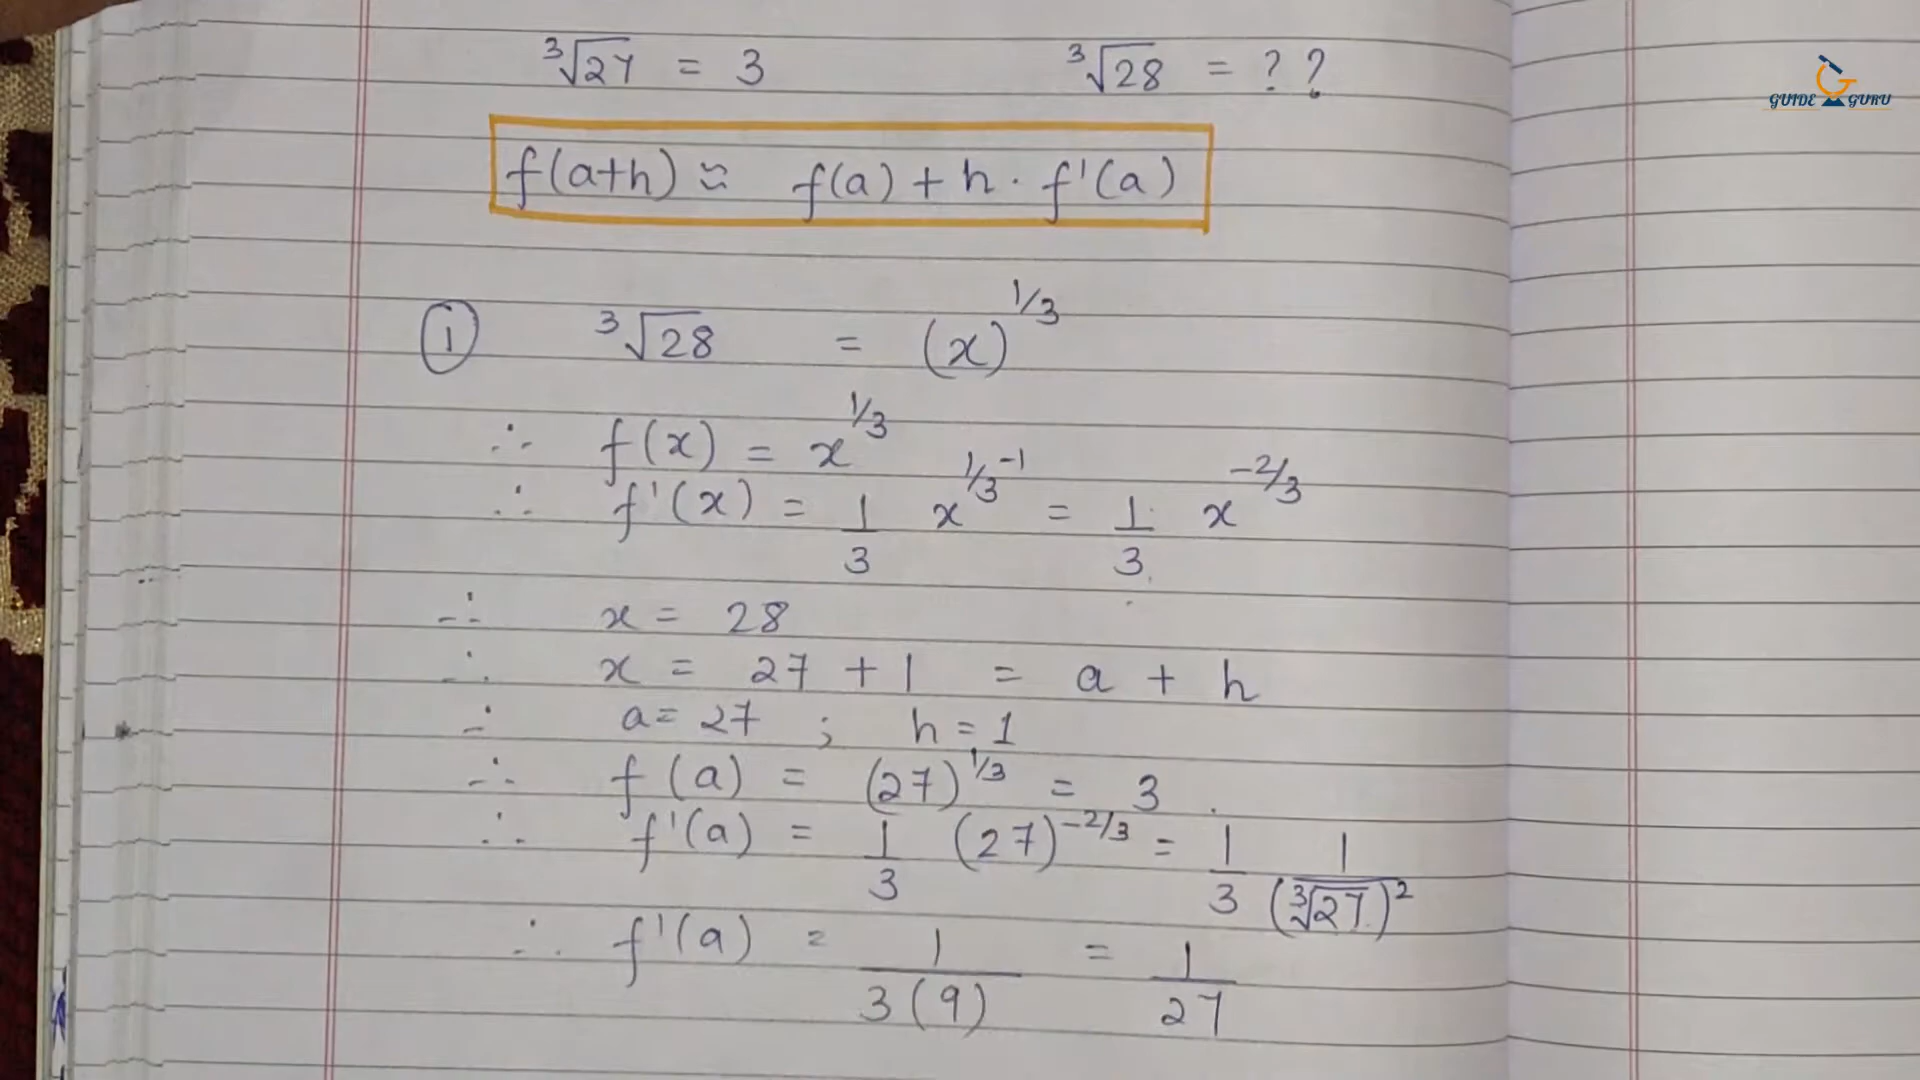 ∛27 = 3 ∛28 = ??
GUIDE GURU
f(a+h) ≈ f(a) + h · f'(a)
① ∛28 = (x)^1/3
∴ f(x) = x^1/3
∴ f'(x) = 1/3 x^1/3-1 = 1/3 x^-2/3
∴ x = 28
∴ x = 27 + 1 = a + h
∴ a = 27 ; h = 1
∴ f(a) = (27)^1/3 = 3
∴ f'(a) = 1/3 (27)^-2/3 = 1/3 1/(∛27)^2
∴ f'(a) = 1/3(9) = 1/27